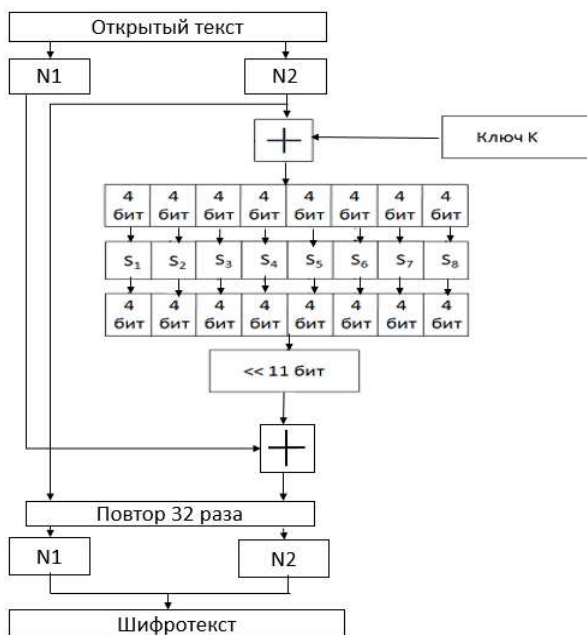 Открытый текст
N1 N2
Ключ К
4 бит 4 бит 4 бит 4 бит 4 бит 4 бит 4 бит 4 бит
S1 S2 S3 S4 S5 S6 S7 S8
4 бит 4 бит 4 бит 4 бит 4 бит 4 бит 4 бит 4 бит
<< 11 бит
Повтор 32 раза
N1 N2
Шифротекст